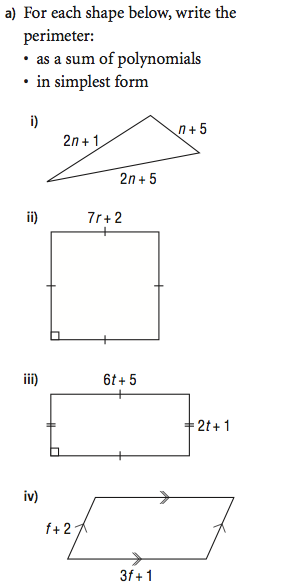 a) For each shape below, write the
perimeter:
• as a sum of polynomials
• in simplest form
i)
2n + 1
n + 5
2n + 5
ii)
7r + 2
iii)
6t + 5
2t + 1
iv)
f + 2
3f + 1